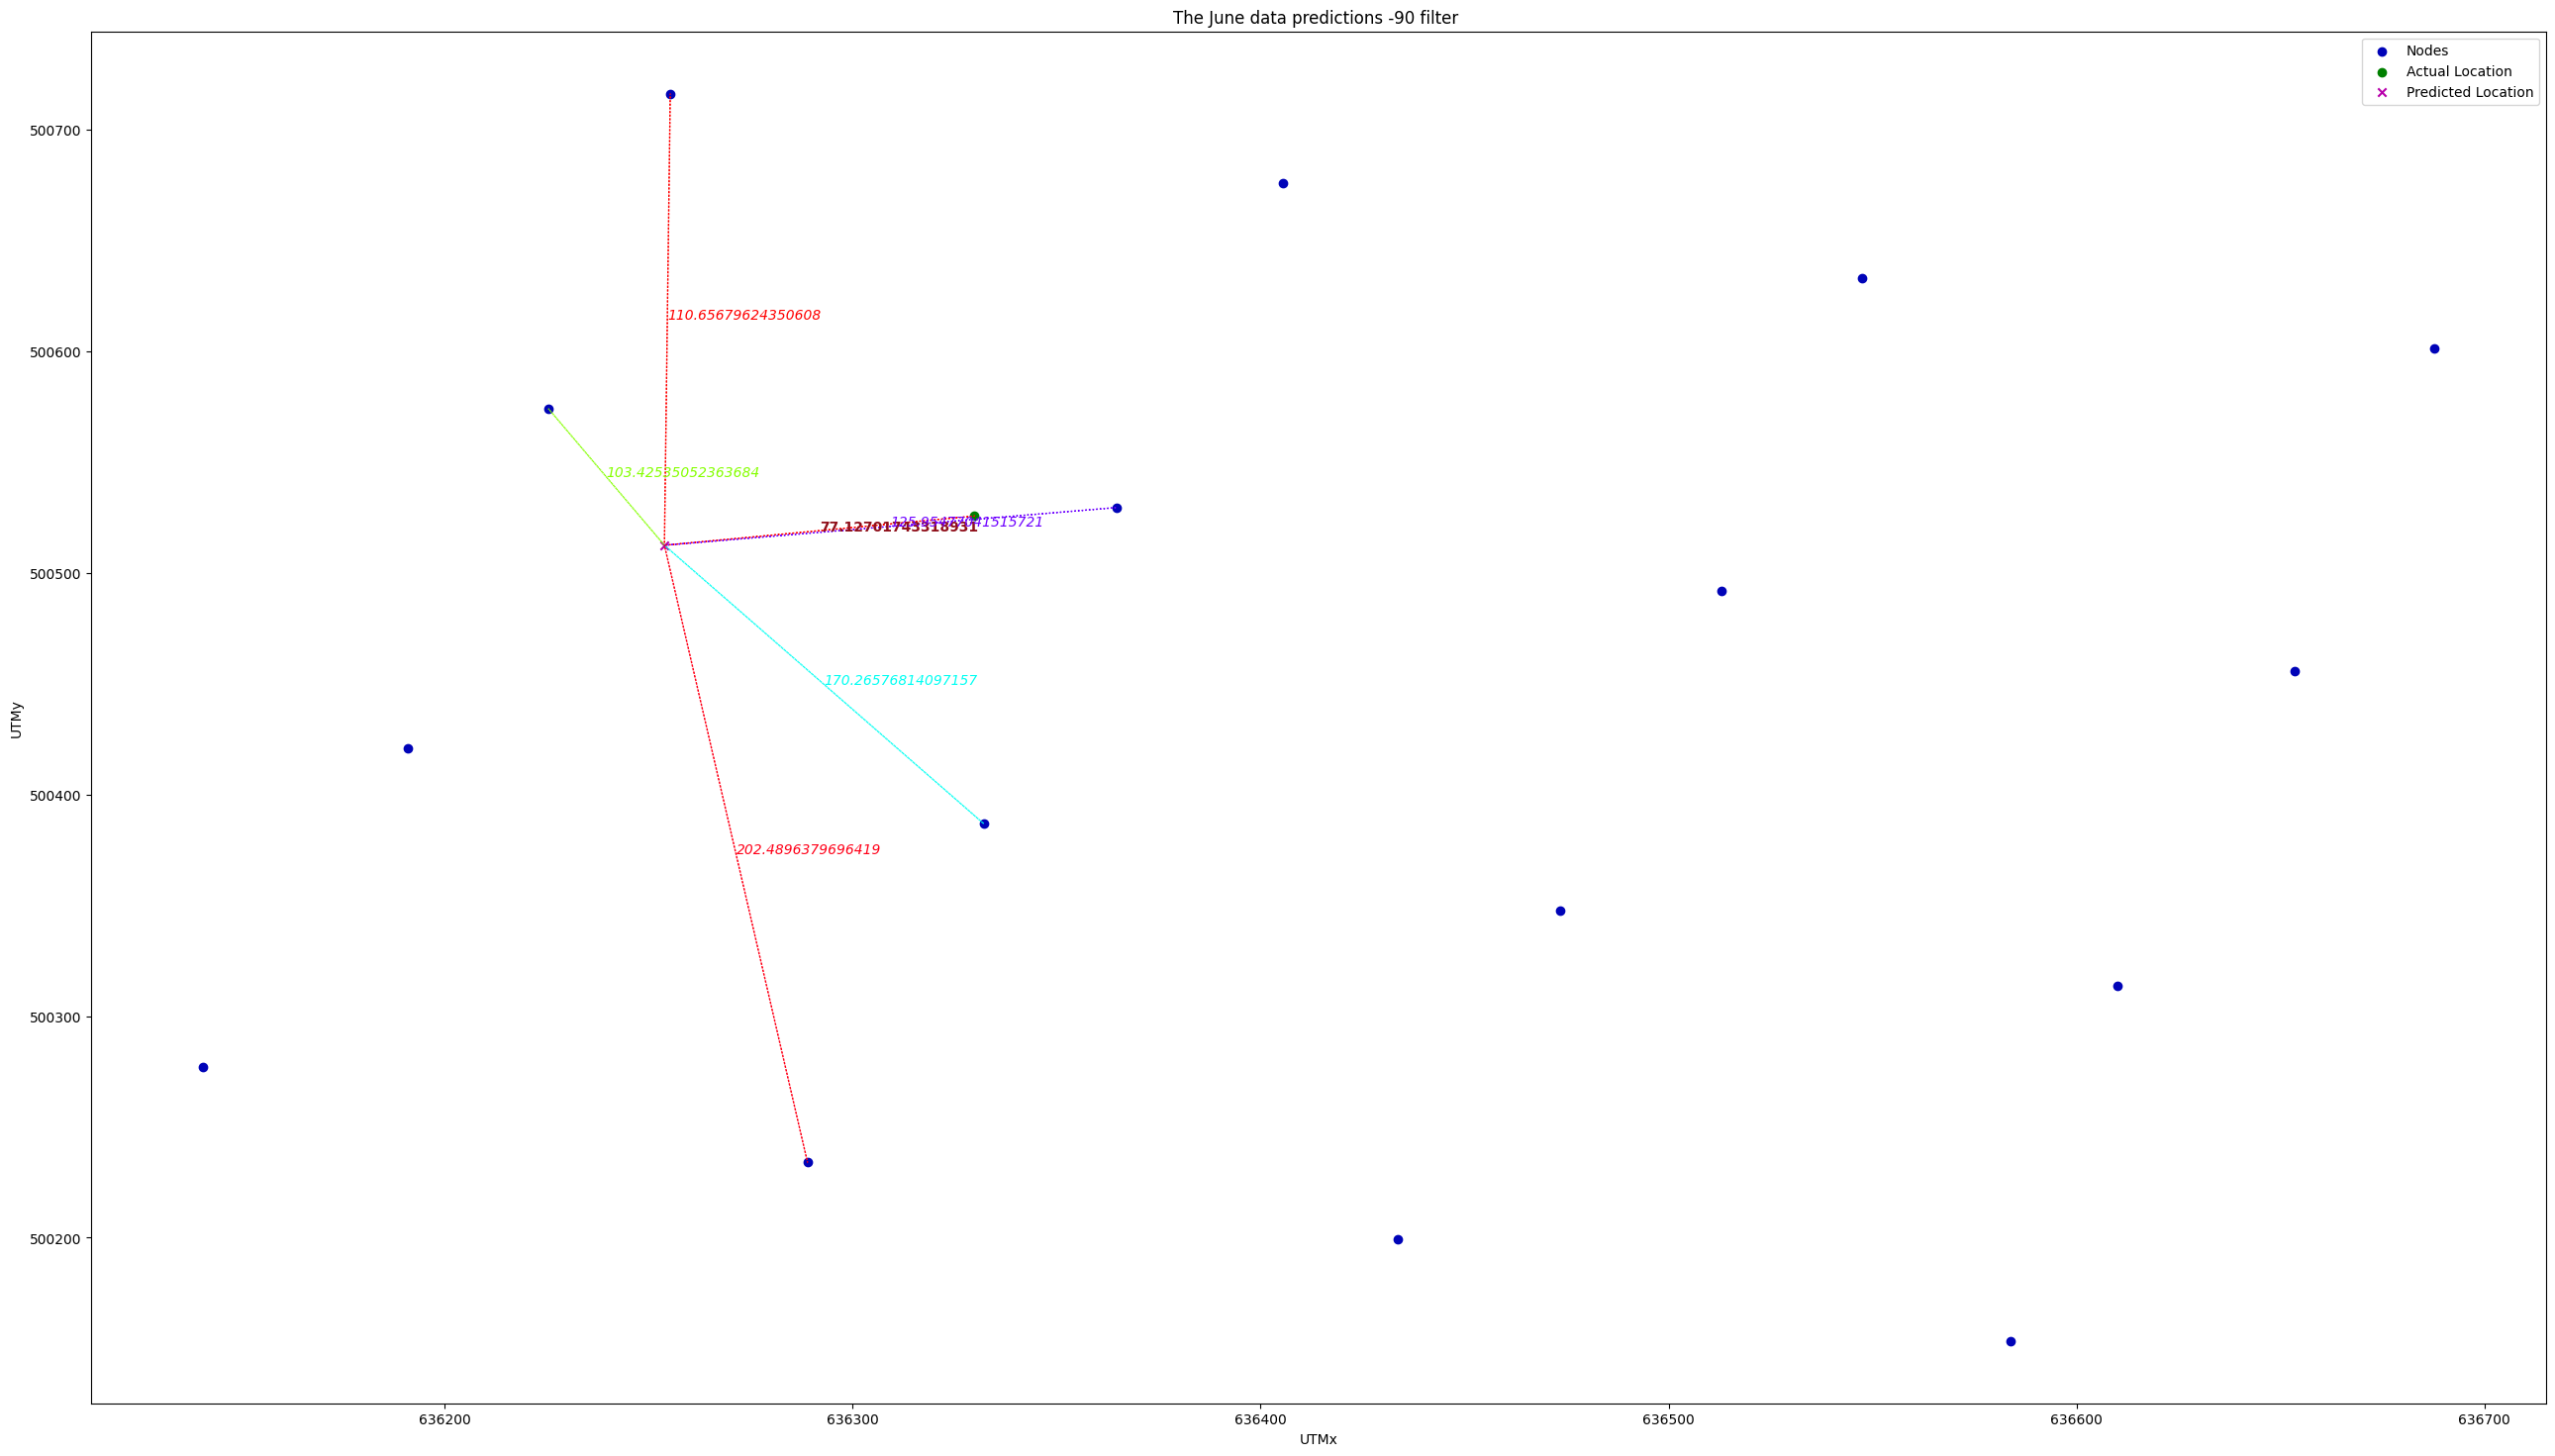 The June data predictions -90 filter
Nodes
Actual Location
Predicted Location
500700
110.65679624350608
500600
103.42535052363684
77.12701743318931
500500
170.26576814097157
UTMy
500400
202.4896379696419
500300
500200
636200
636300
636400
636500
636600
636700
UTMx